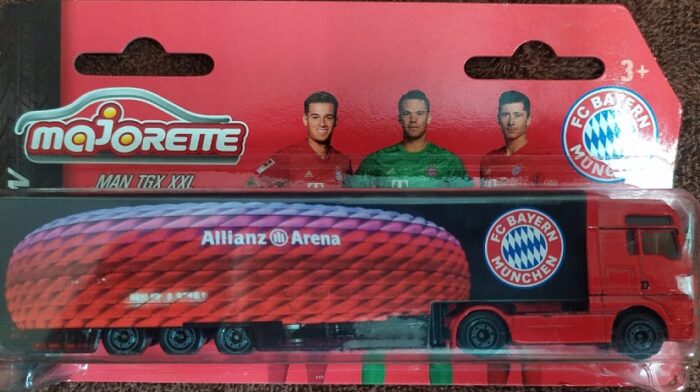 3+
FC BAYERN
MÜNCHEN
MAJORETTE
MAN TGX XXL
Allianz Arena
FC BAYERN
MÜNCHEN